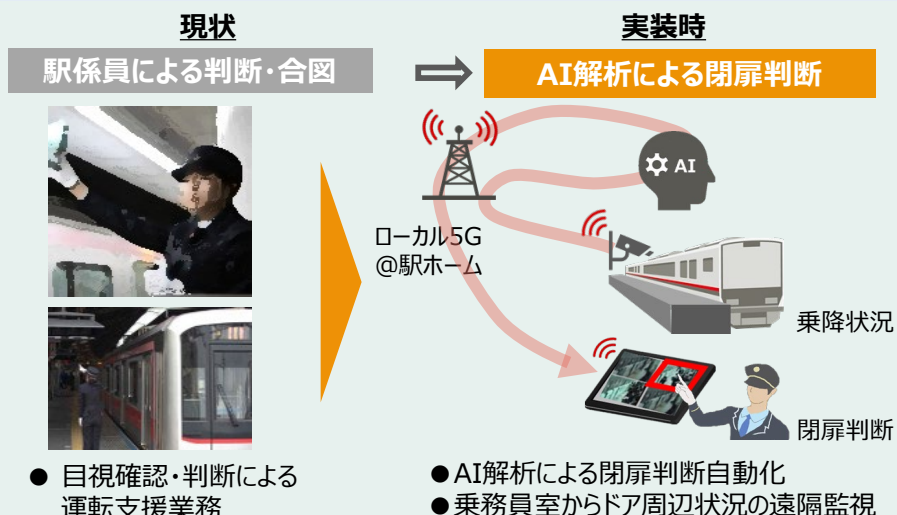 現状
駅係員による判断・合図
実装時
AI解析による閉扉判断
AI
ローカル5G
@駅ホーム
乗降状況
閉扉判断
● 目視確認・判断による
運転支援業務
●AI解析による閉扉判断自動化
●乗務員室からドア周辺状況の遠隔監視